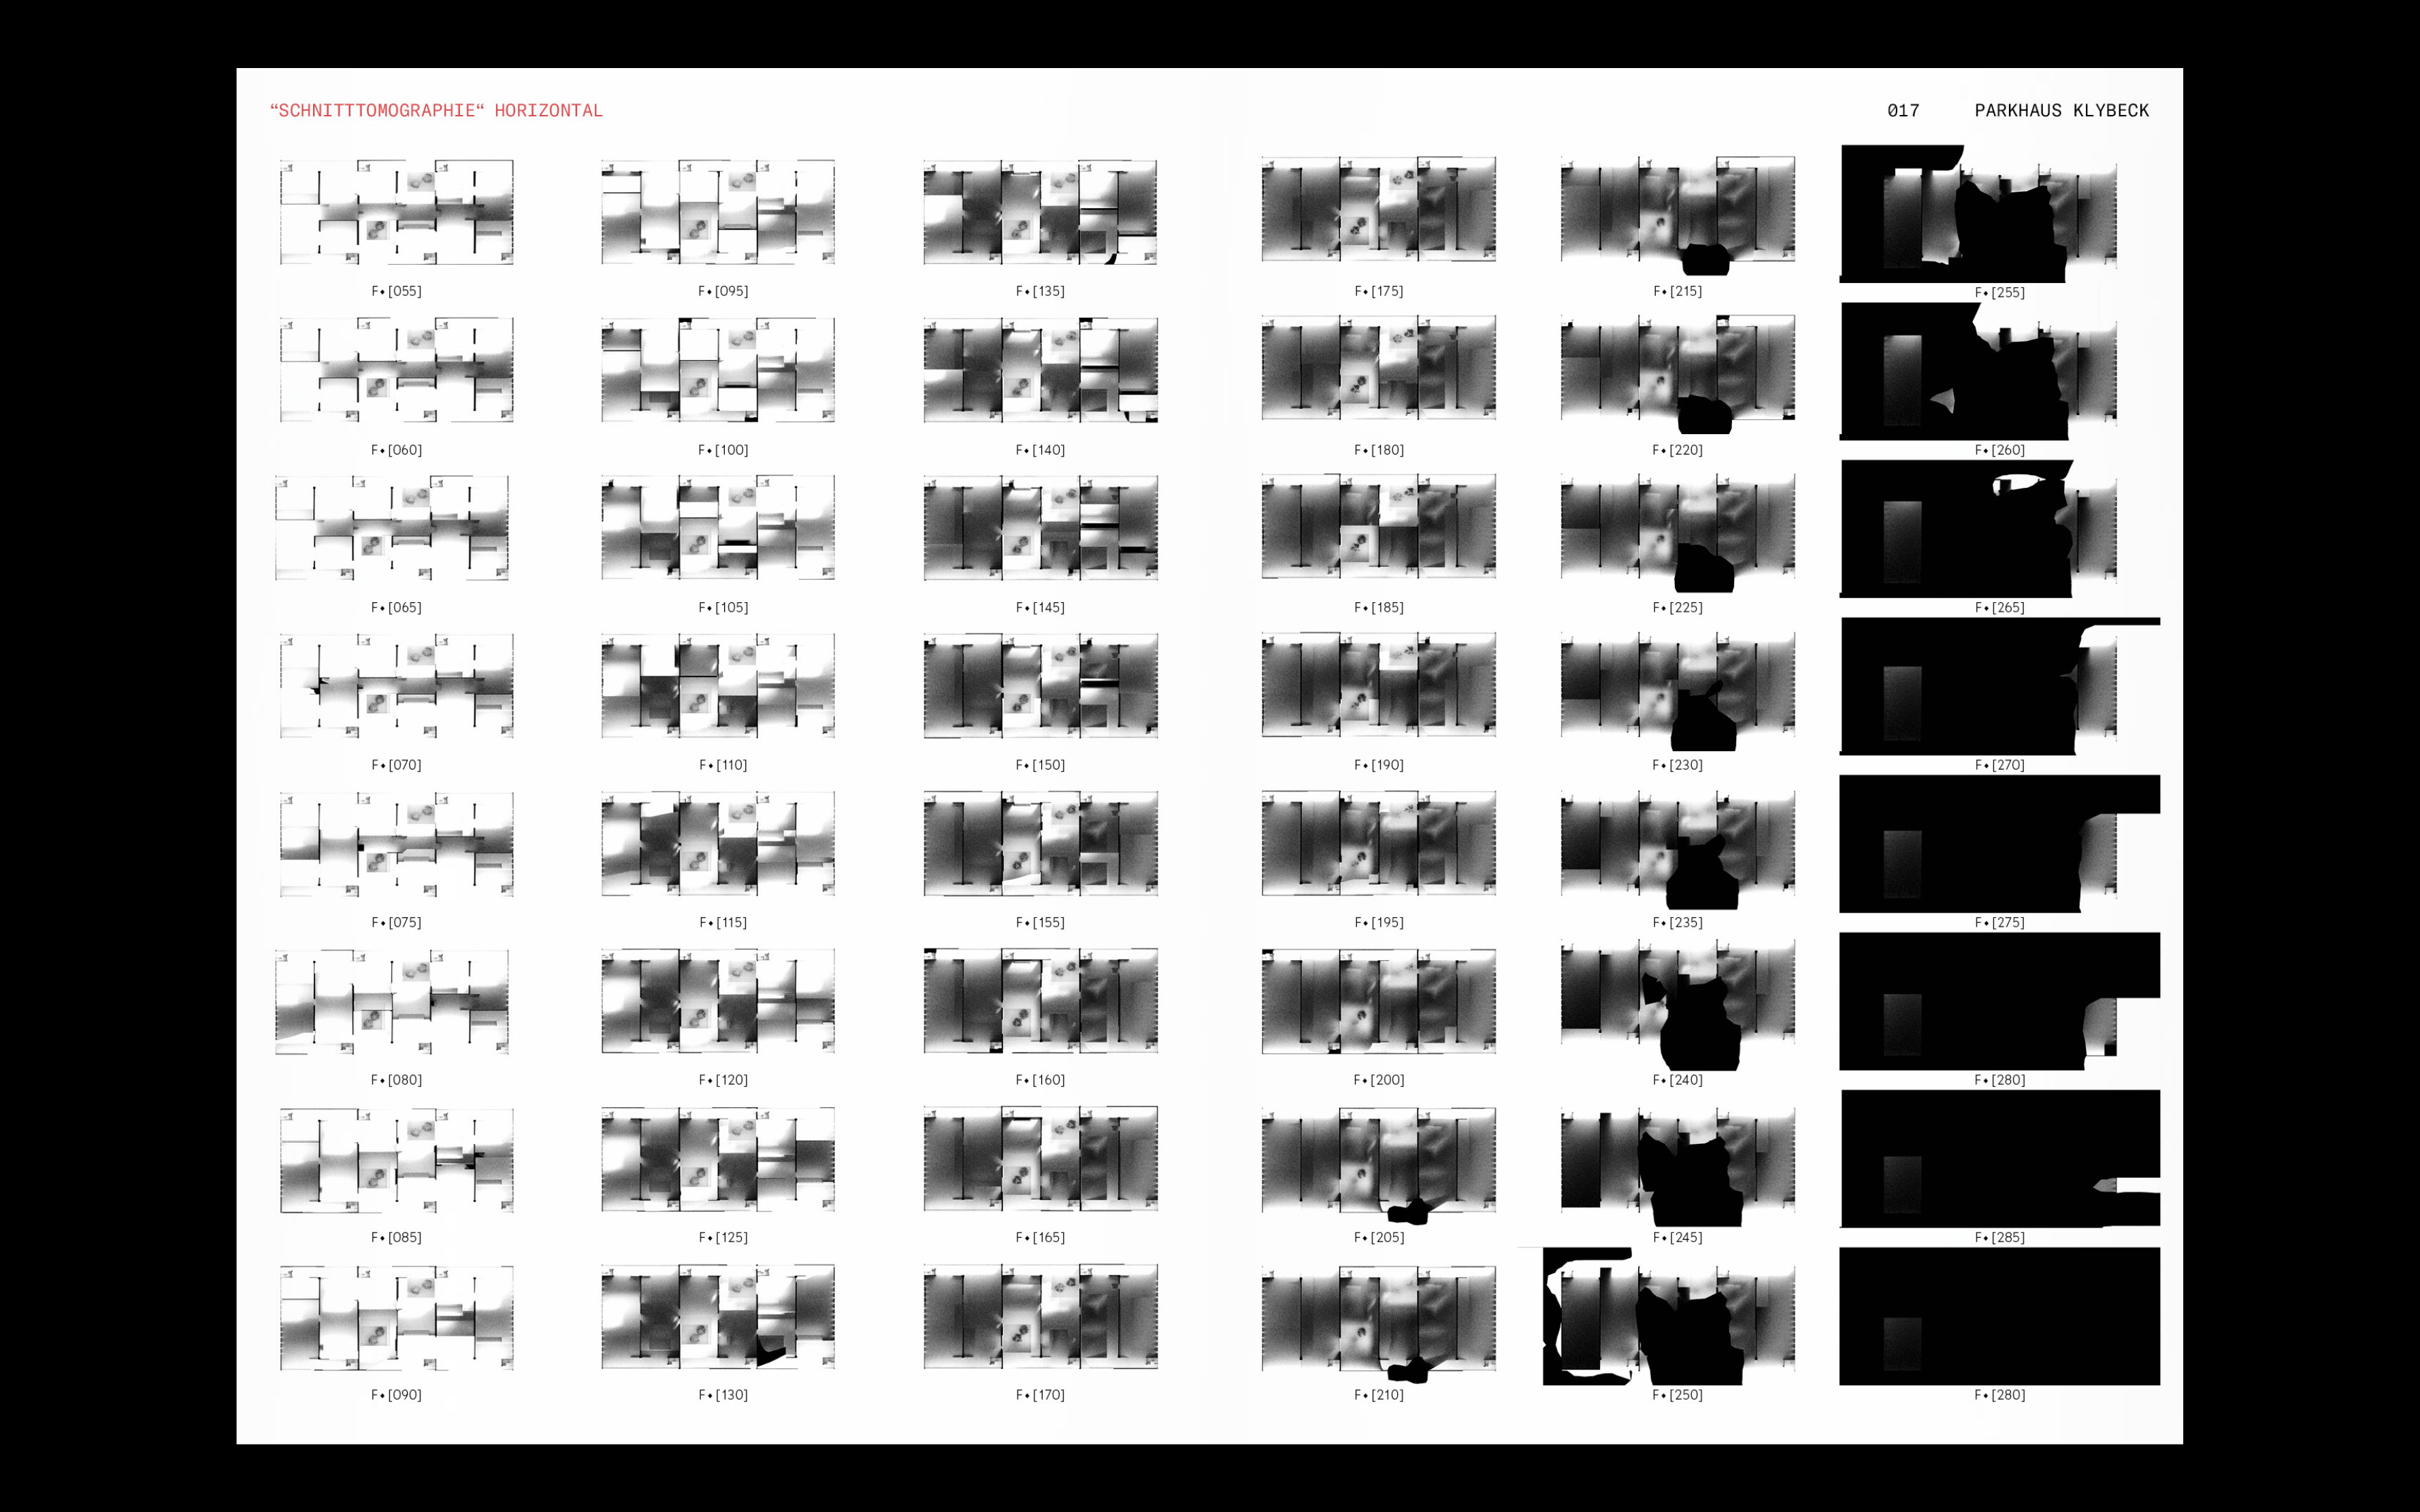 “SCHNITTTOMOGRAPHIE“ HORIZONTAL
017 PARKHAUS KLYBECK
F⬩[055] F⬩[095] F⬩[135] F⬩[175] F⬩[215] F⬩[255]
F⬩[060] F⬩[100] F⬩[140] F⬩[180] F⬩[220] F⬩[260]
F⬩[065] F⬩[105] F⬩[145] F⬩[185] F⬩[225] F⬩[265]
F⬩[070] F⬩[110] F⬩[150] F⬩[190] F⬩[230] F⬩[270]
F⬩[075] F⬩[115] F⬩[155] F⬩[195] F⬩[235] F⬩[275]
F⬩[080] F⬩[120] F⬩[160] F⬩[200] F⬩[240] F⬩[280]
F⬩[085] F⬩[125] F⬩[165] F⬩[205] F⬩[245] F⬩[285]
F⬩[090] F⬩[130] F⬩[170] F⬩[210] F⬩[250] F⬩[280]